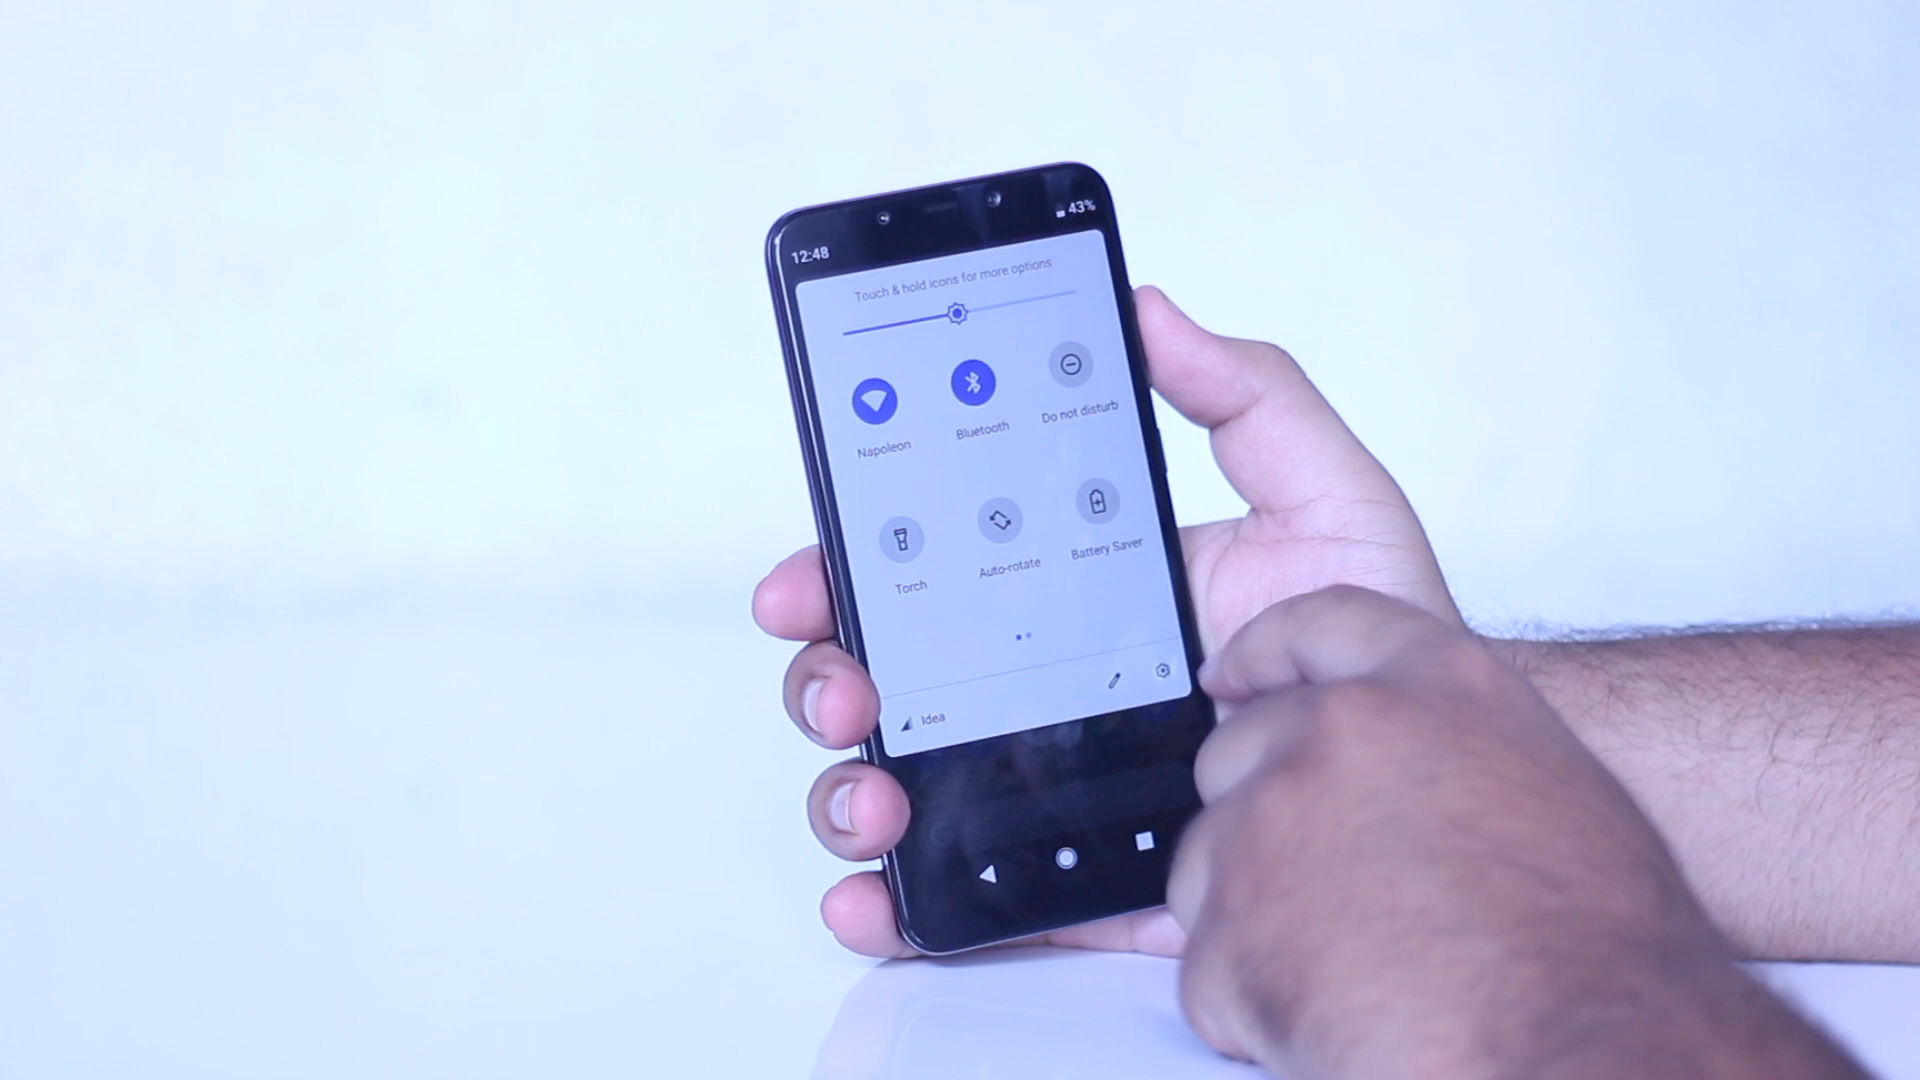 12:48
43%
Touch & hold icons for more options
Napoleon
Bluetooth
Do not disturb
Torch
Auto-rotate
Battery Saver
Idea